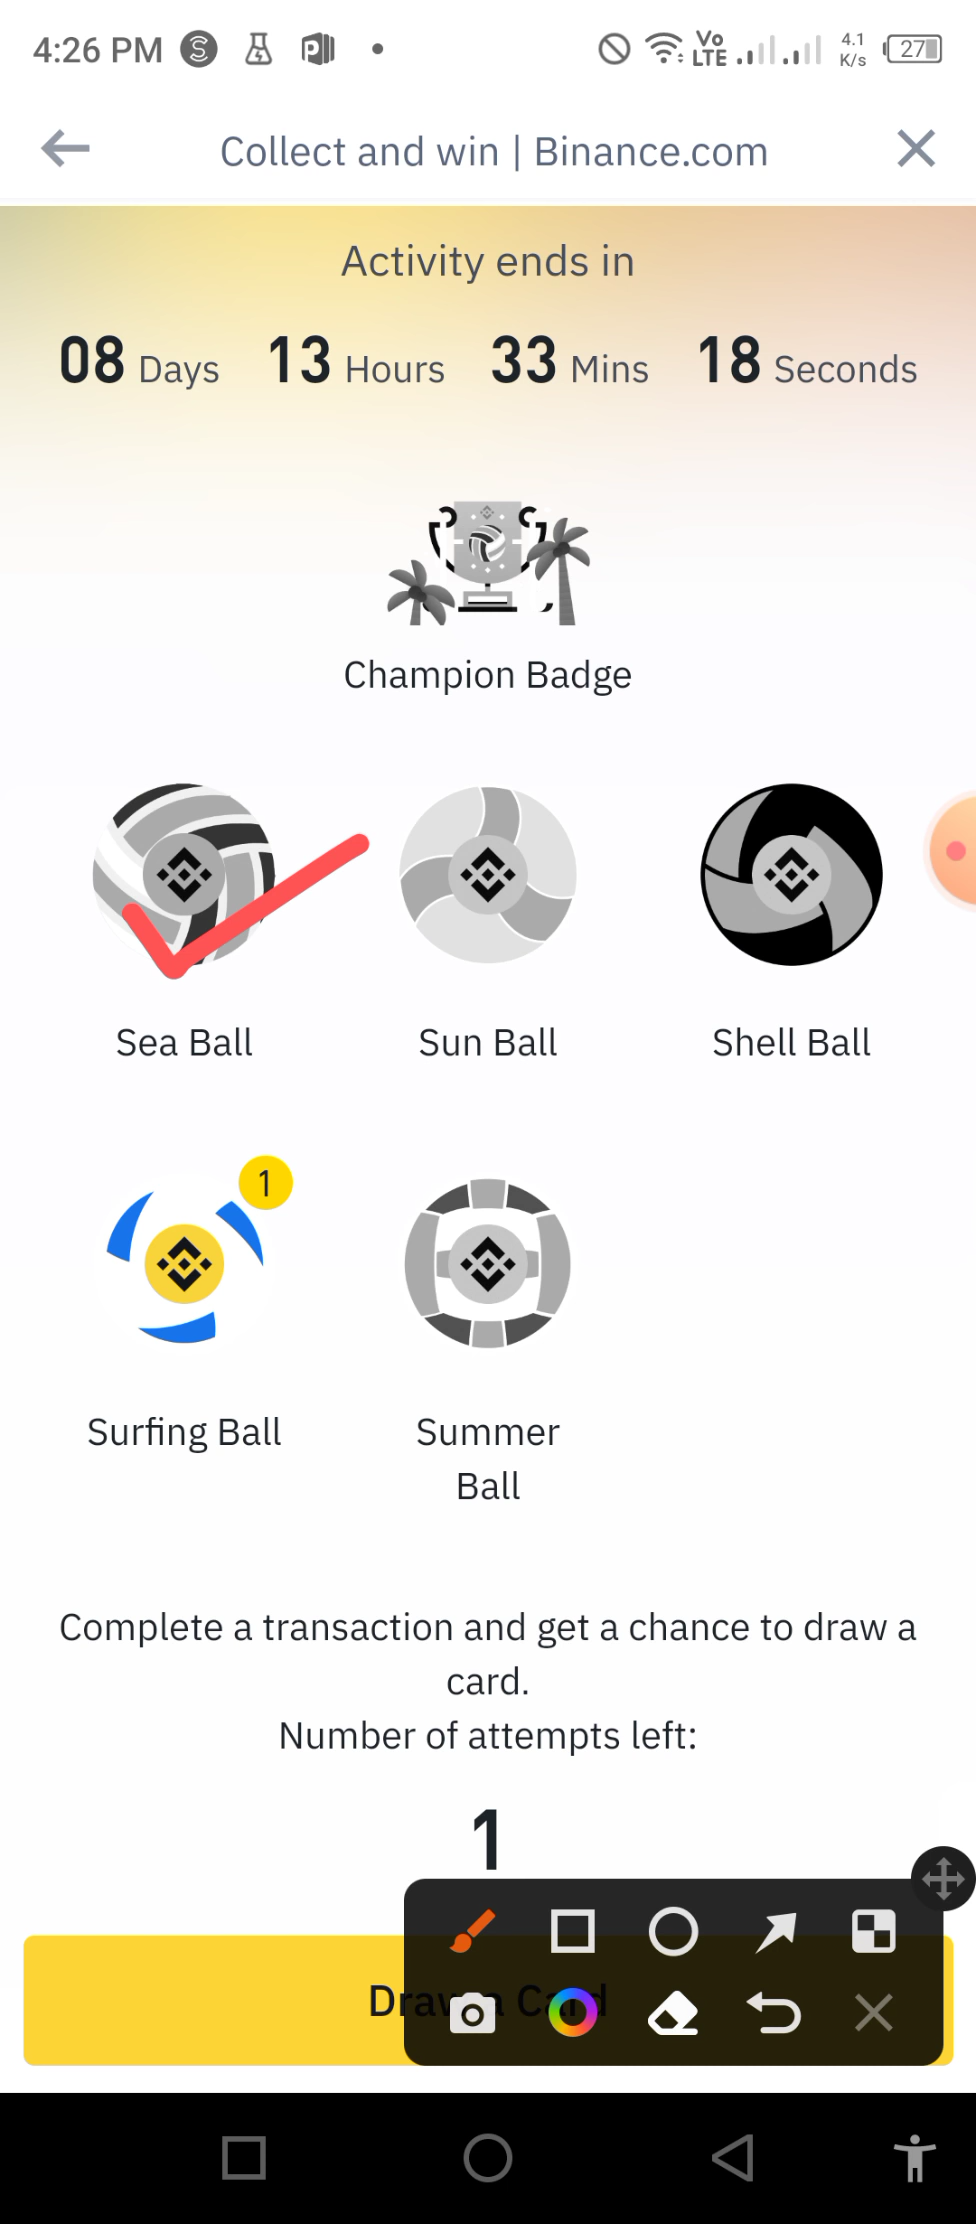 4:26 PM
Vo
LTE
4.1
K/s
27
Collect and win | Binance.com
Activity ends in
08 Days 13 Hours 33 Mins 18 Seconds
Champion Badge
Sea Ball
Sun Ball
Shell Ball
1
Surfing Ball
Summer
Ball
Complete a transaction and get a chance to draw a
card.
Number of attempts left:
1
Draw a Card